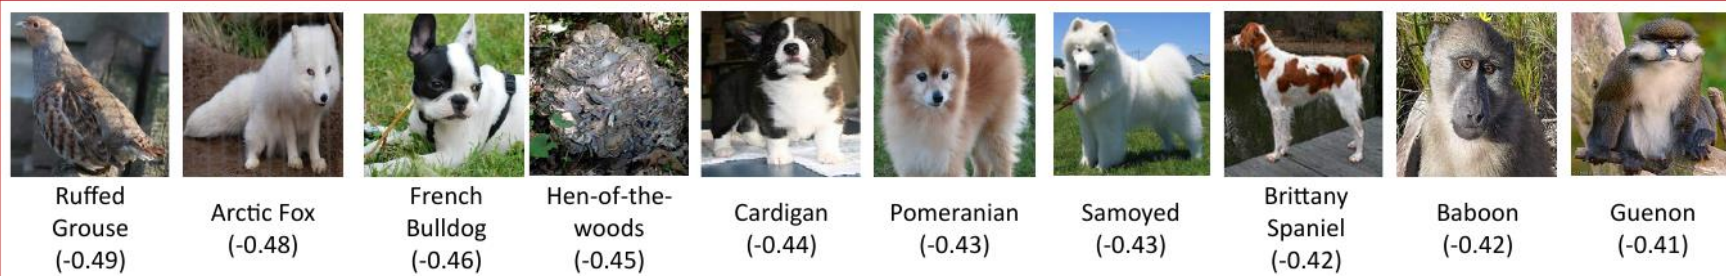 Ruffed
Grouse
(-0.49)
Arctic Fox
(-0.48)
French
Bulldog
(-0.46)
Hen-of-the-
woods
(-0.45)
Cardigan
(-0.44)
Pomeranian
(-0.43)
Samoyed
(-0.43)
Brittany
Spaniel
(-0.42)
Baboon
(-0.42)
Guenon
(-0.41)